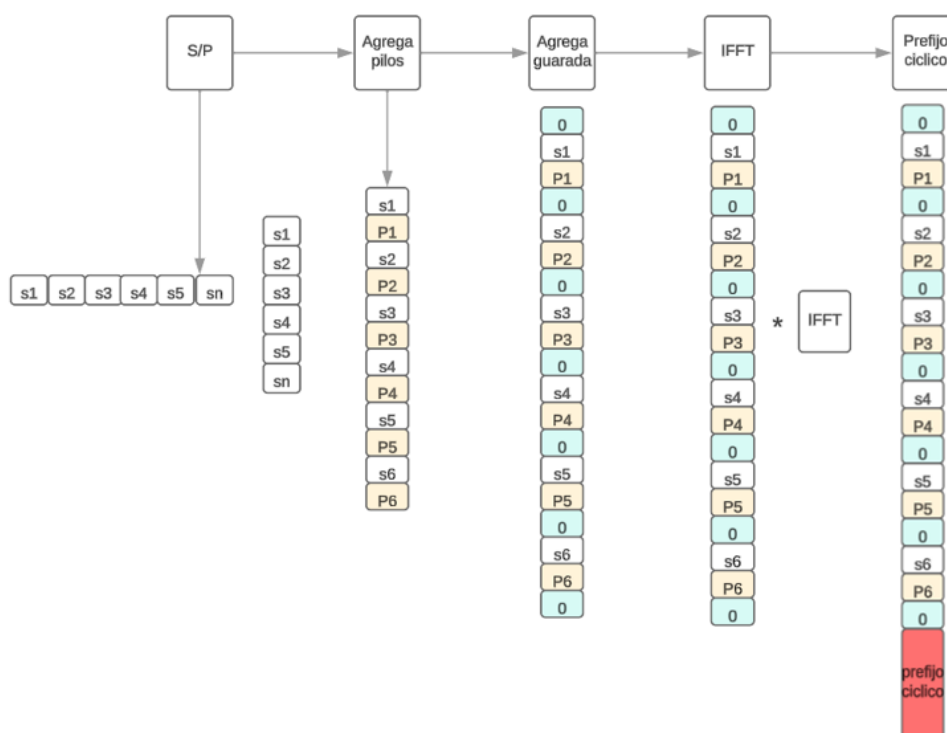 S/P
Agrega
pilos
Agrega
guarada
IFFT
Prefijo
ciclico
s1 s2 s3 s4 s5 sn
s1
s2
s3
s4
s5
sn
s1
P1
s2
P2
s3
P3
s4
P4
s5
P5
s6
P6
0
s1
P1
0
s2
P2
0
s3
P3
0
s4
P4
0
s5
P5
0
s6
P6
0
0
s1
P1
0
s2
P2
0
s3
P3
0
s4
P4
0
s5
P5
0
s6
P6
0
* IFFT
0
s1
P1
0
s2
P2
0
s3
P3
0
s4
P4
0
s5
P5
0
s6
P6
0
prefijo
ciclico